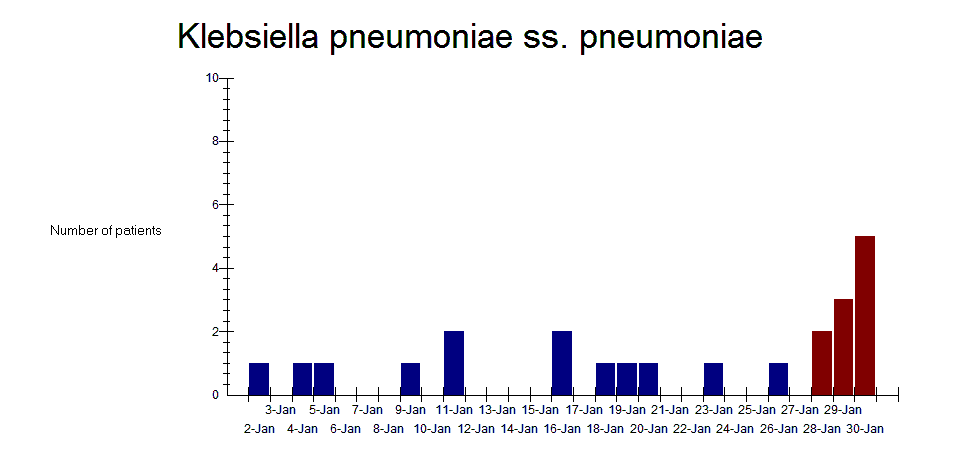 Klebsiella pneumoniae ss. pneumoniae
10
8
6
Number of patients
4
2
0
3-Jan 5-Jan 7-Jan 9-Jan 11-Jan 13-Jan 15-Jan 17-Jan 19-Jan 21-Jan 23-Jan 25-Jan 27-Jan 29-Jan
2-Jan 4-Jan 6-Jan 8-Jan 10-Jan 12-Jan 14-Jan 16-Jan 18-Jan 20-Jan 22-Jan 24-Jan 26-Jan 28-Jan 30-Jan